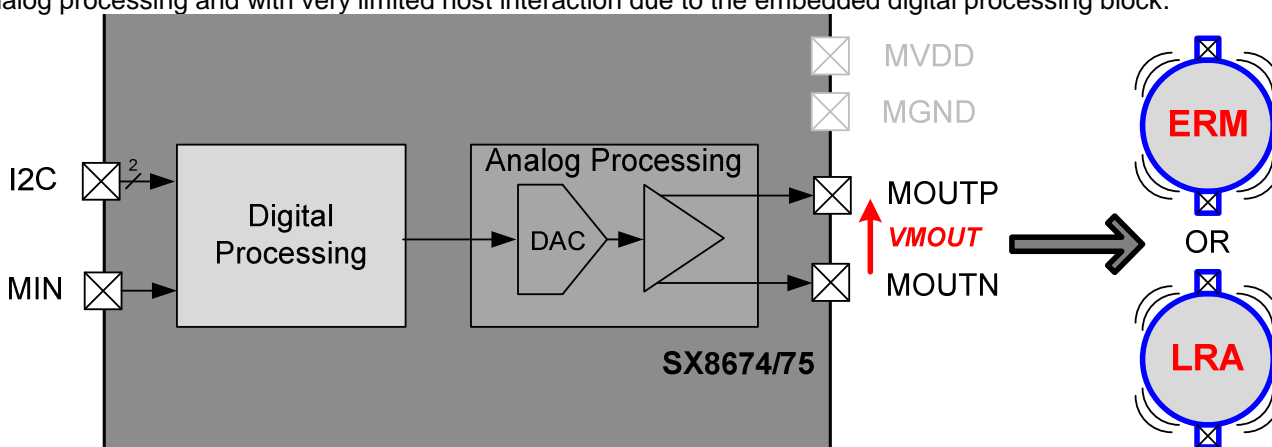 alog processing and with very limited host interaction due to the embedded digital processing block.
MVDD
MGND
I2C
2
MIN
Digital
Processing
Analog Processing
DAC
MOUTP
VMOUT
MOUTN
SX8674/75
ERM
OR
LRA